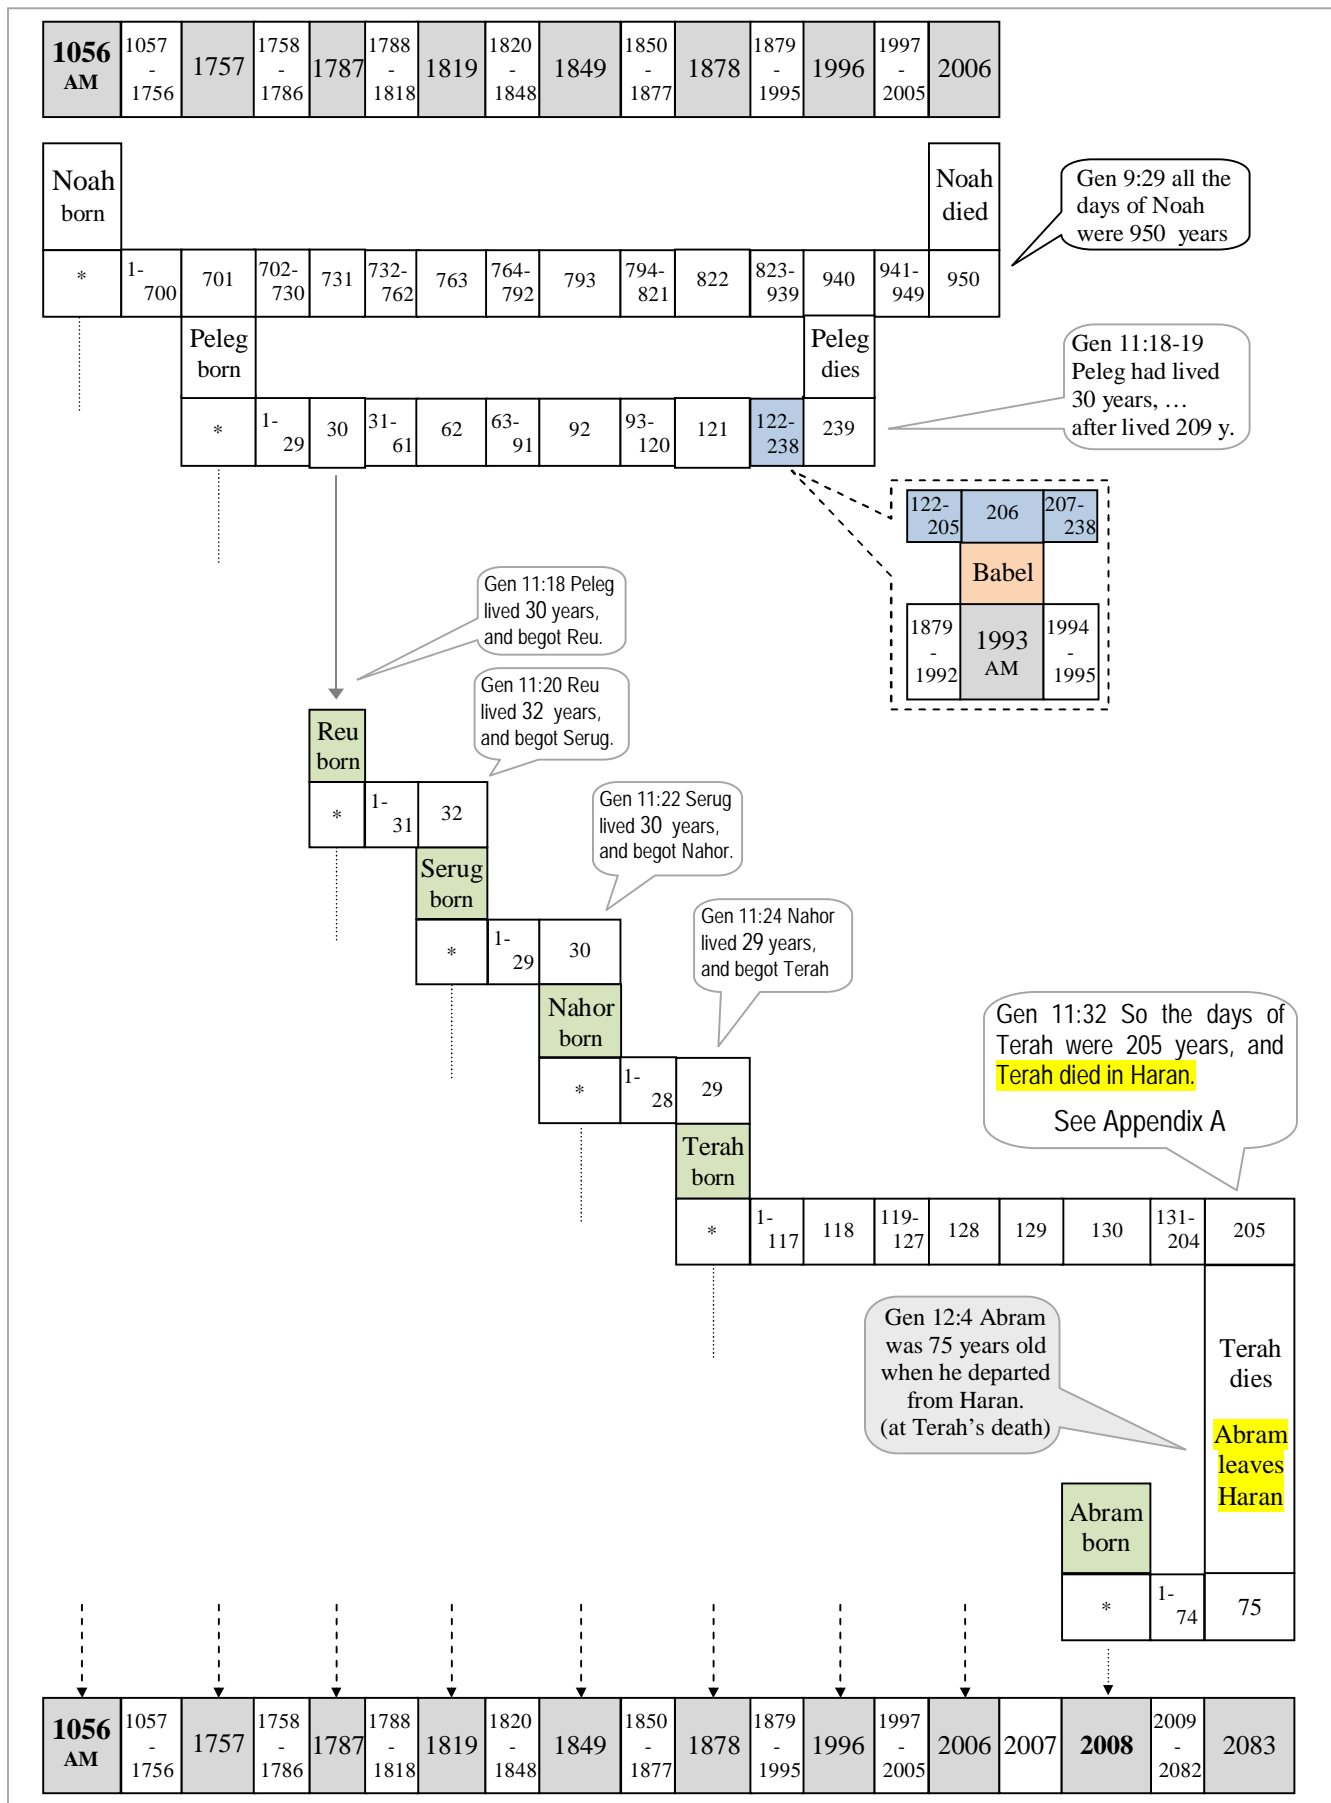 1056 AM 1057 - 1756 1757 1758 - 1786 1787 1788 - 1818 1819 1820 - 1848 1849 1850 - 1877 1878 1879 - 1995 1996 1997 - 2005 2006
Noah
born
Noah
died
Gen 9:29 all the
days of Noah
were 950 years
* 1-700 701 702-730 731 732-762 763 764-792 793 794-821 822 823-939 940 941-949 950
Peleg
born
Peleg
dies
Gen 11:18-19
Peleg had lived
30 years, …
after lived 209 y.
* 1-29 30 31-61 62 63-91 92 93-120 121 122-238 239
122-205 206 207-238
Babel
1879 - 1992 1993 AM 1994 - 1995
Gen 11:18 Peleg
lived 30 years,
and begot Reu.
Gen 11:20 Reu
lived 32 years,
and begot Serug.
Reu
born
* 1-31 32
Gen 11:22 Serug
lived 30 years,
and begot Nahor.
Serug
born
* 1-29 30
Gen 11:24 Nahor
lived 29 years,
and begot Terah
Nahor
born
* 1-28 29
Gen 11:32 So the days of
Terah were 205 years, and
Terah died in Haran.
See Appendix A
Terah
born
* 1-117 118 119-127 128 129 130 131-204 205
Gen 12:4 Abram
was 75 years old
when he departed
from Haran.
(at Terah's death)
Terah
dies
Abram
leaves
Haran
Abram
born
* 1-74 75
1056 AM 1057 - 1756 1757 1758 - 1786 1787 1788 - 1818 1819 1820 - 1848 1849 1850 - 1877 1878 1879 - 1995 1996 1997 - 2005 2006 2007 2008 2009 - 2082 2083